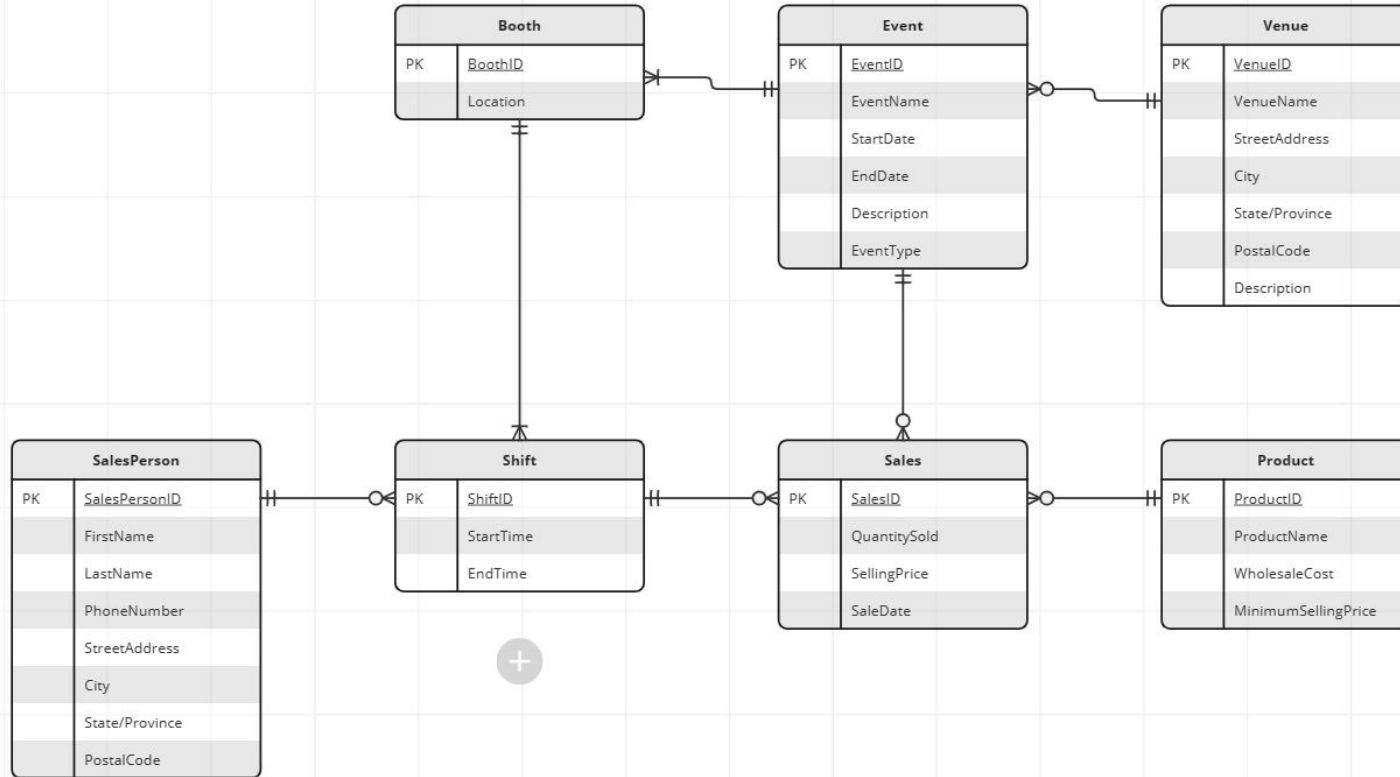 Booth
PK BoothID
Location
Event
PK EventID
EventName
StartDate
EndDate
Description
EventType
Venue
PK VenueID
VenueName
StreetAddress
City
State/Province
PostalCode
Description
SalesPerson
PK SalesPersonID
FirstName
LastName
PhoneNumber
StreetAddress
City
State/Province
PostalCode
Shift
PK ShiftID
StartTime
EndTime
Sales
PK SalesID
QuantitySold
SellingPrice
SaleDate
Product
PK ProductID
ProductName
WholesaleCost
MinimumSellingPrice